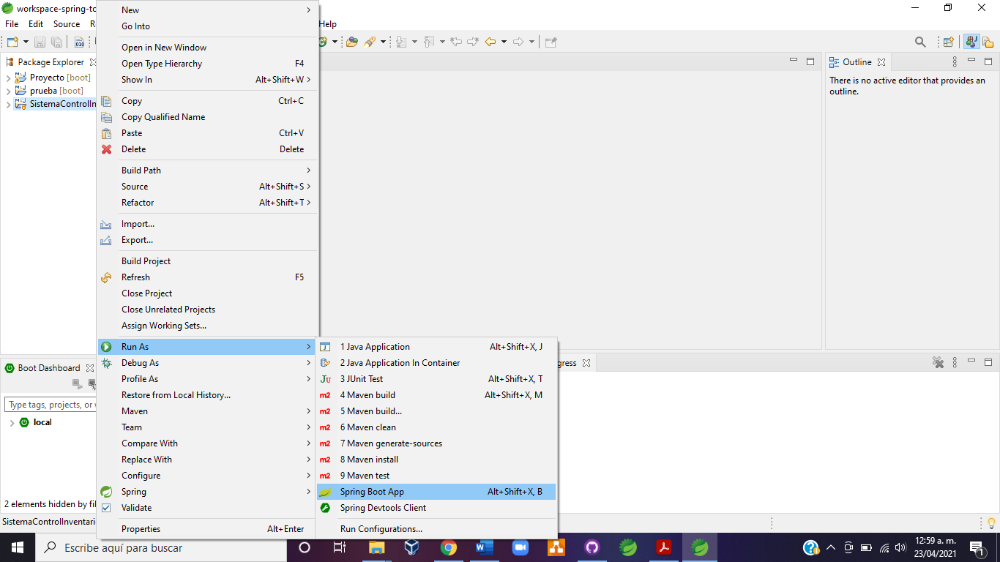 workspace-spring-to
File Edit Source R Help
Package Explorer
Proyecto [boot]
prueba [boot]
SistemaControlIn
New
Go Into
Open in New Window
Open Type Hierarchy F4
Show In Alt+Shift+W
Copy Ctrl+C
Copy Qualified Name
Paste Ctrl+V
Delete Delete
Build Path
Source Alt+Shift+S
Refactor Alt+Shift+T
Import...
Export...
Build Project
Refresh F5
Close Project
Close Unrelated Projects
Assign Working Sets...
Run As
Debug As
Profile As
Restore from Local History...
Maven
Team
Compare With
Replace With
Configure
Spring
Validate
Properties Alt+Enter
1 Java Application Alt+Shift+X, J
2 Java Application In Container
3 JUnit Test Alt+Shift+X, T
4 Maven build Alt+Shift+X, M
5 Maven build...
6 Maven clean
7 Maven generate-sources
8 Maven install
9 Maven test
Spring Boot App Alt+Shift+X, B
Spring Devtools Client
Run Configurations...
Outline
There is no active editor that provides an
outline.
gress
Boot Dashboard
Type tags, projects, or w
local
2 elements hidden by fil
SistemaControlInventari
Escribe aquí para buscar
12:59 a. m.
23/04/2021
1